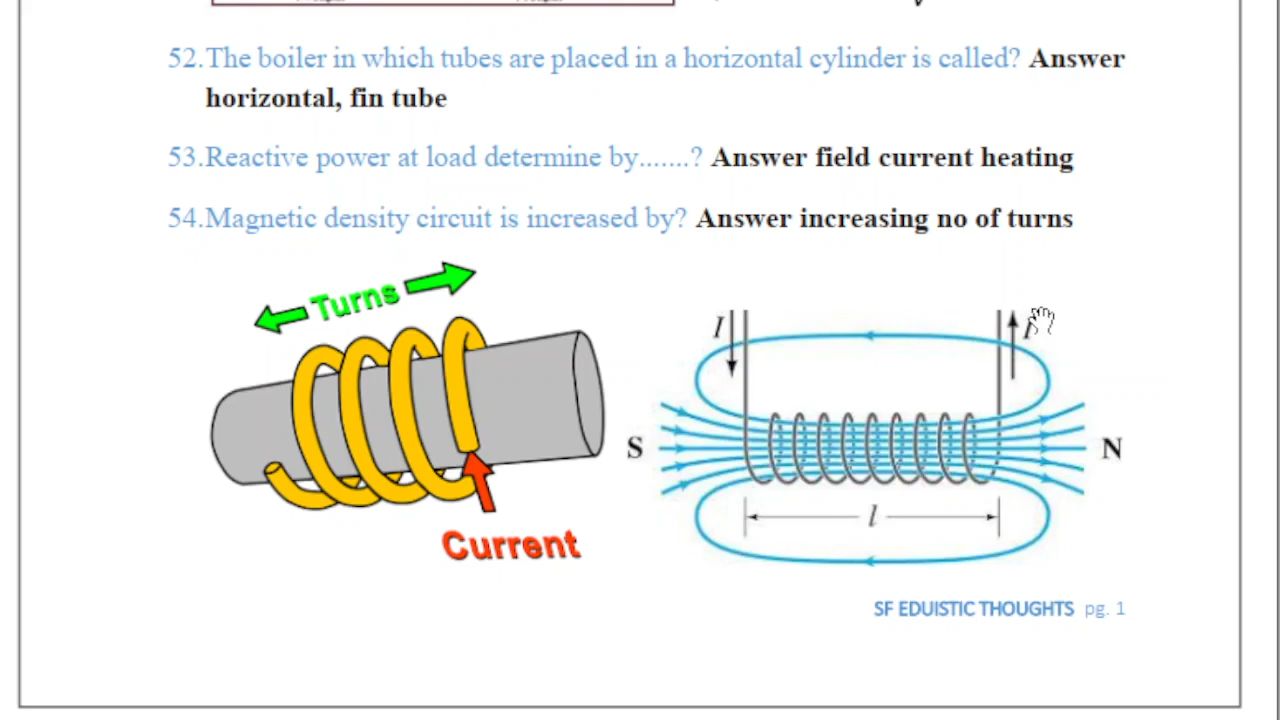 52.The boiler in which tubes are placed in a horizontal cylinder is called? Answer
horizontal, fin tube
53.Reactive power at load determine by.......? Answer field current heating
54.Magnetic density circuit is increased by? Answer increasing no of turns
Turns
I
I
S
N
l
Current
SF EDUISTIC THOUGHTS pg. 1